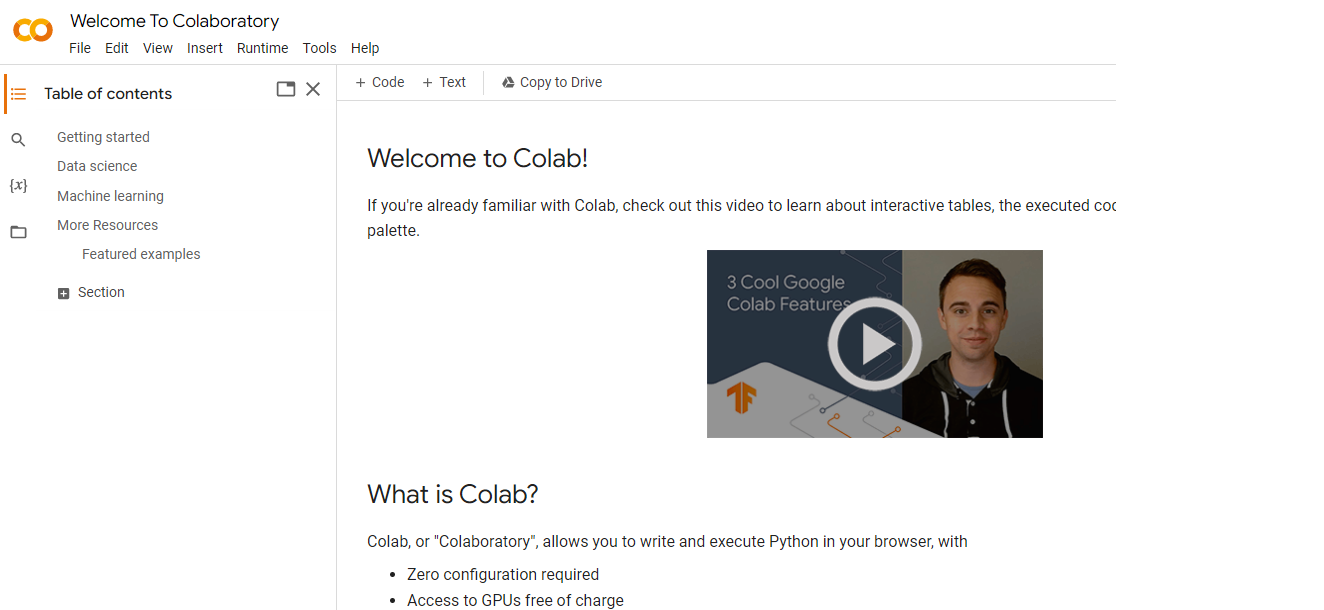 Welcome To Colaboratory
File Edit View Insert Runtime Tools Help
Table of contents
Getting started
Data science
Machine learning
More Resources
Featured examples
Section
{x}
+ Code + Text Copy to Drive
Welcome to Colab!
If you're already familiar with Colab, check out this video to learn about interactive tables, the executed
palette.
3 Cool Google
Colab Features
What is Colab?
Colab, or "Colaboratory", allows you to write and execute Python in your browser, with
• Zero configuration required
• Access to GPUs free of charge